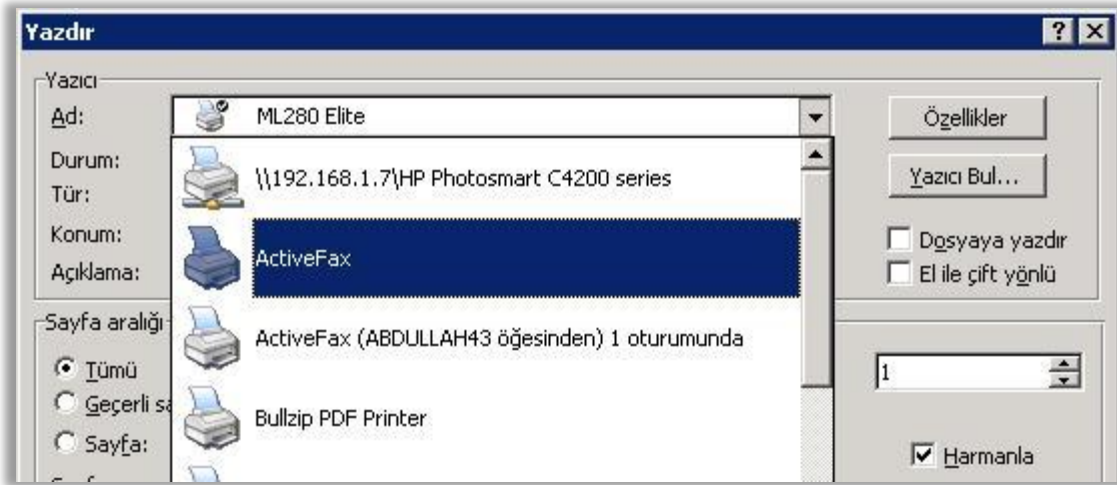 Yazdır
Yazıcı
Ad:
ML280 Elite
Özellikler
Durum:
\\192.168.1.7\HP Photosmart C4200 series
Yazıcı Bul...
Tür:
Konum:
ActiveFax
Dosyaya yazdır
Açıklama:
El ile çift yönlü
Sayfa aralığı
ActiveFax (ABDULLAH43 öğesinden) 1 oturumunda
Tümü
1
Geçerli
Bullzip PDF Printer
Sayfa:
Harmanla